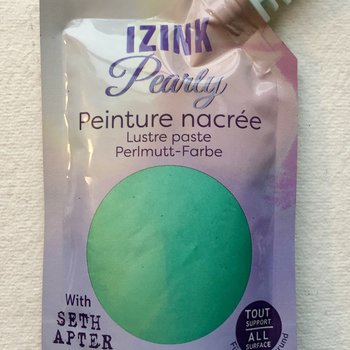 IZINK
Pearly
Peinture nacrée
Lustre paste
Perlmutt-Farbe
With
SETH
APTER
TOUT
SUPPORT
ALL
SURFACE